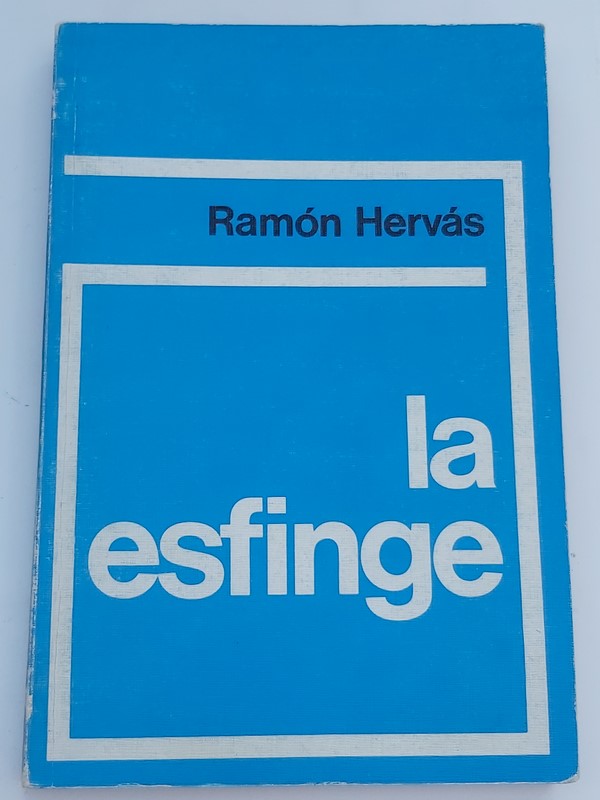 Ramón Hervás
la
esfinge